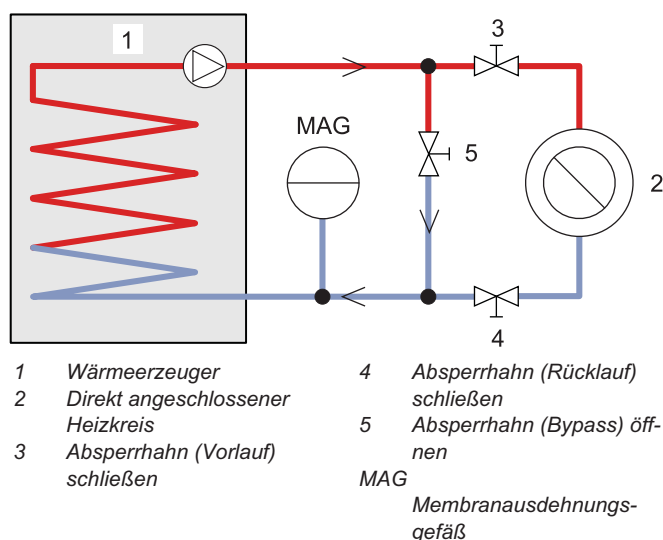 1
3
MAG
5
2
4
1 Wärmeerzeuger
2 Direkt angeschlossener
Heizkreis
3 Absperrhahn (Vorlauf)
schließen
4 Absperrhahn (Rücklauf)
schließen
5 Absperrhahn (Bypass) öff-
nen
MAG
Membranausdehnungs-
gefäß